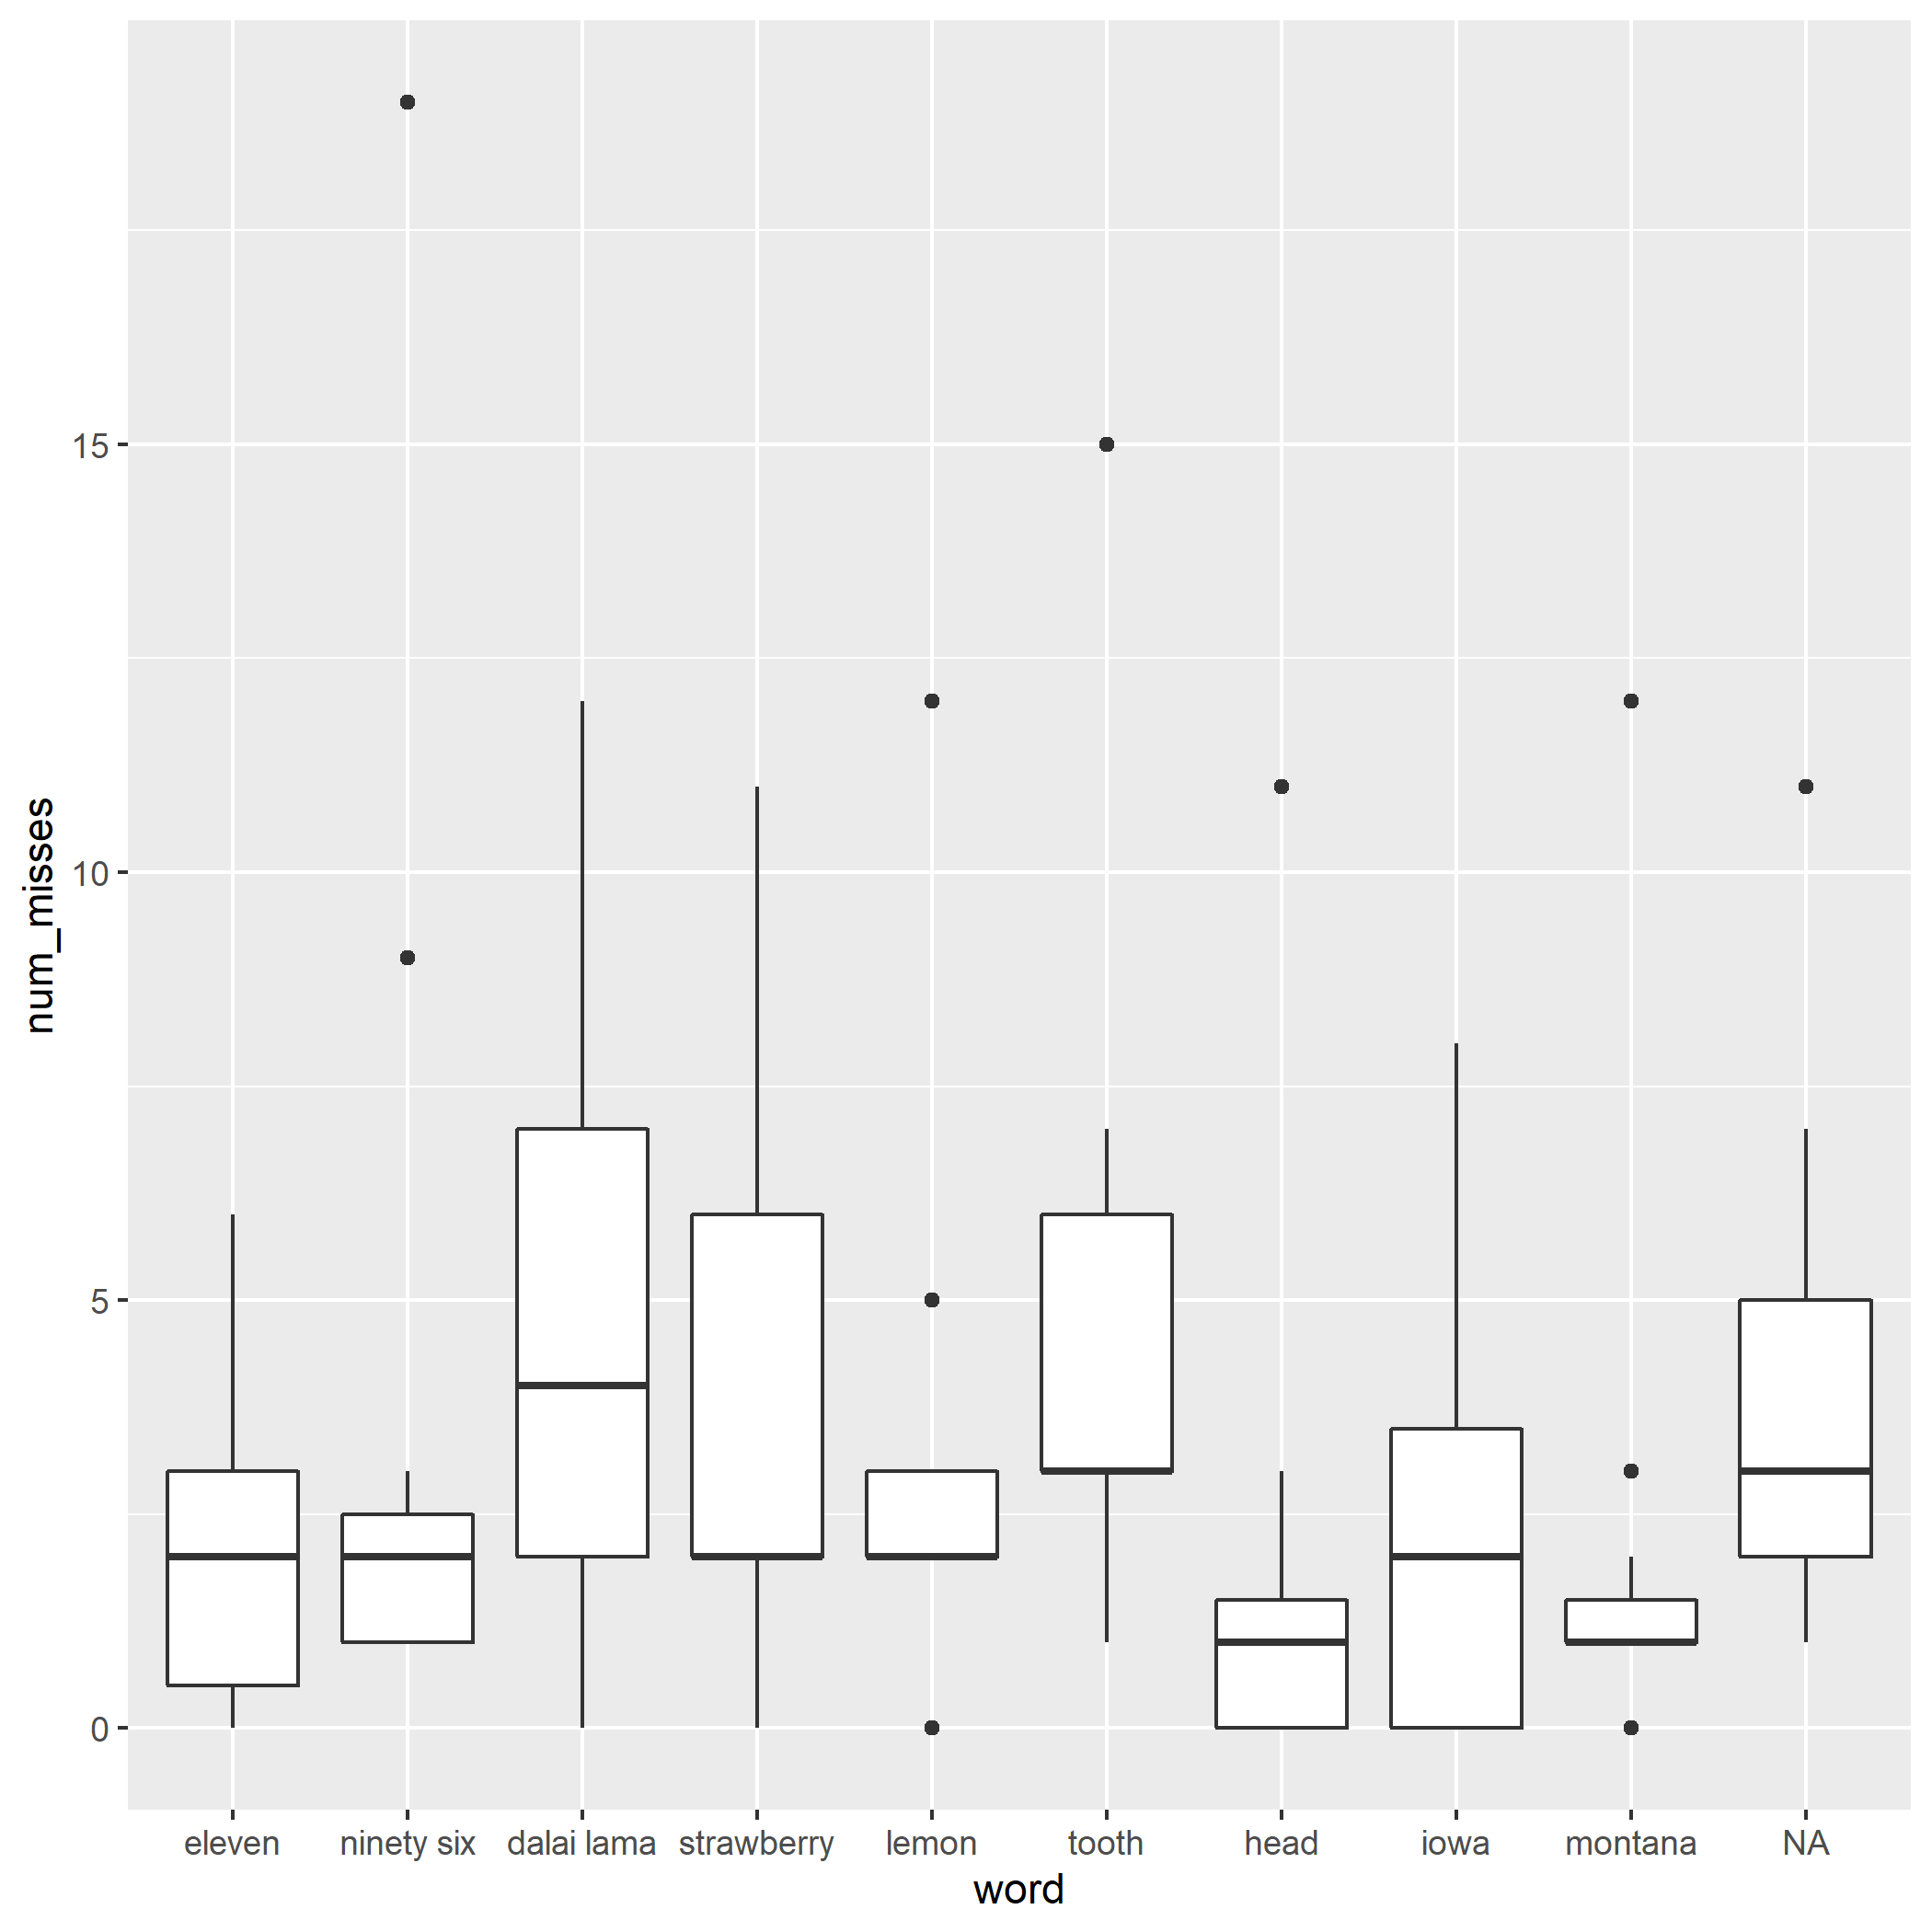 num_misses
15
10
5
0
eleven ninety six dalai lama strawberry lemon tooth head iowa montana NA
word